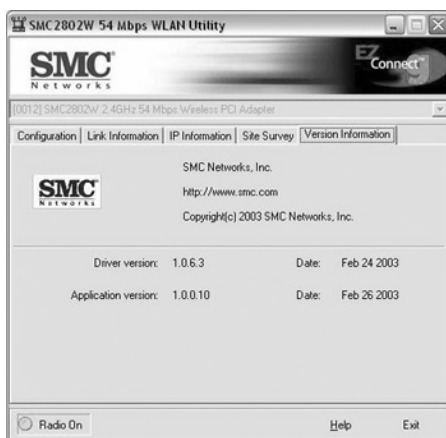 SMC2802W 54 Mbps WLAN Utility
SMC
Networks
EZ
Connect g
[0012] SMC2802W 2.4GHz 54 Mbps Wireless PCI Adapter
Configuration Link Information IP Information Site Survey Version Information
SMC
Networks
SMC Networks, Inc.
http://www.smc.com
Copyright(c) 2003 SMC Networks, Inc.
Driver version: 1.0.6.3 Date: Feb 24 2003
Application version: 1.0.0.10 Date: Feb 26 2003
Radio On Help Exit